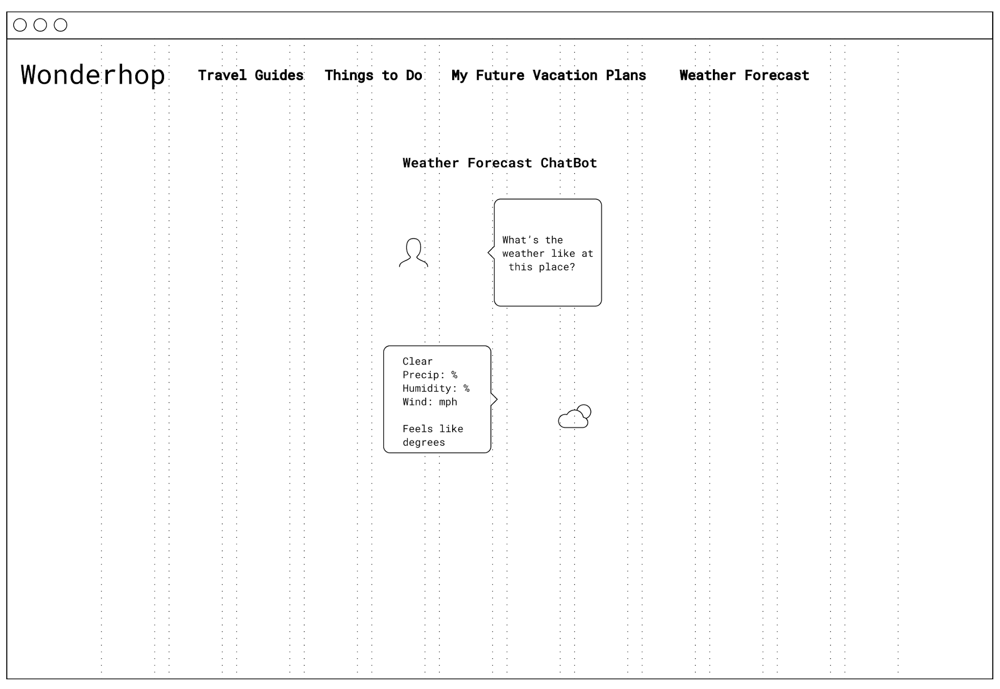 Wonderhop
Travel Guides
Things to Do
My Future Vacation Plans
Weather Forecast
Weather Forecast ChatBot
What’s the
weather like at
this place?
Clear
Precip: %
Humidity: %
Wind: mph
Feels like
degrees